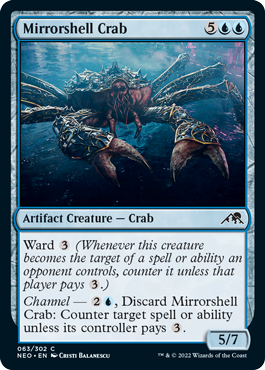 Mirrorshell Crab 5
Artifact Creature — Crab
Ward 3 (Whenever this creature
becomes the target of a spell or ability an
opponent controls, counter it unless that
player pays 3.)
Channel — 2, Discard Mirrorshell
Crab: Counter target spell or ability
unless its controller pays 3.
5/7
063/302 C
NEO • EN CRISTI BALANESCU
™ & © 2022 Wizards of the Coast